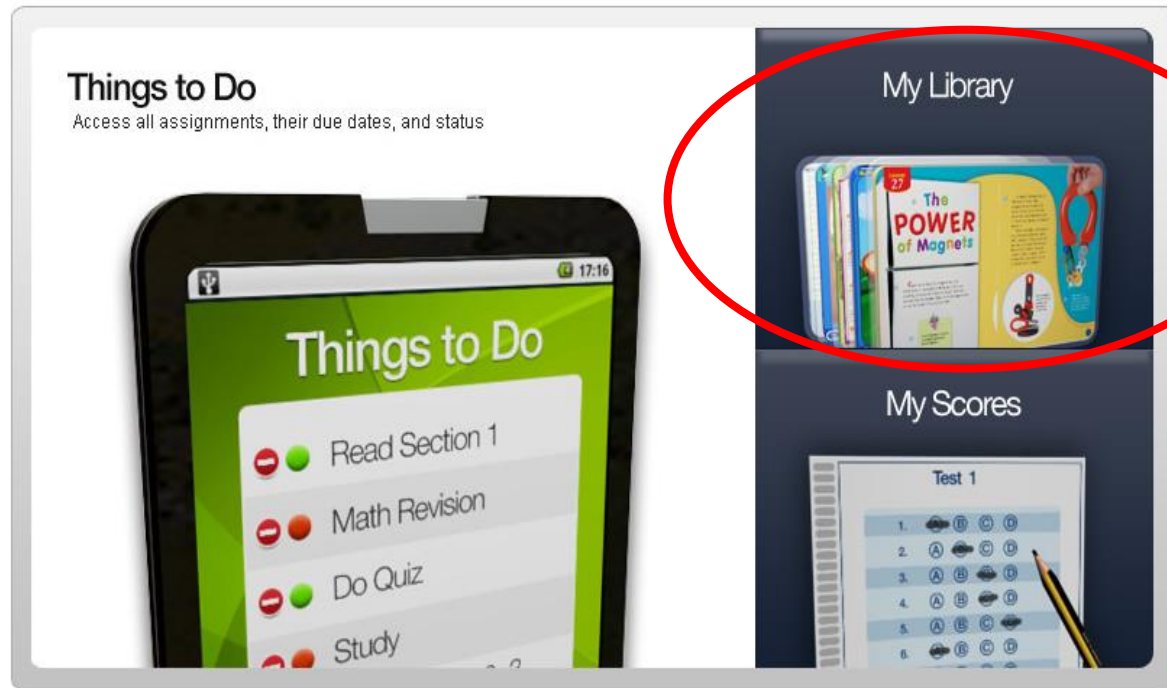 Things to Do
Access all assignments, their due dates, and status
17:16
Things to Do
Read Section 1
Math Revision
Do Quiz
Study
My Library
27
The
POWER
of Magnets
My Scores
Test 1
1. A B C D
2. A B C D
3. A B C D
4. A B C D
5. A B C D
6. A B C D